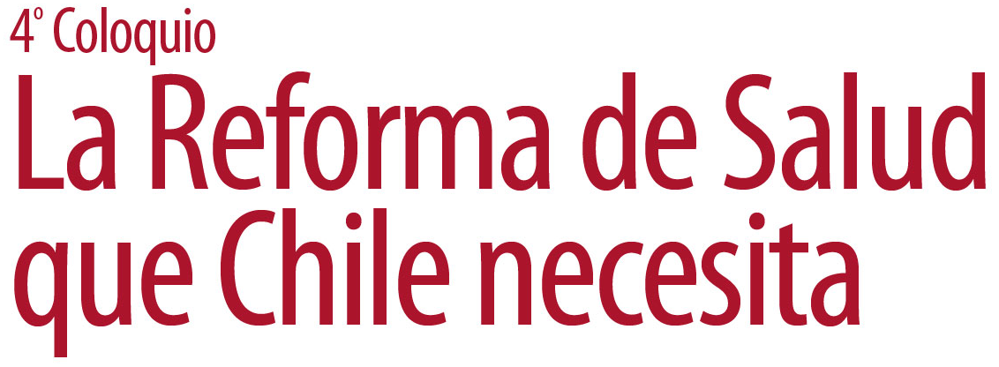 4º Coloquio
La Reforma de Salud
que Chile necesita